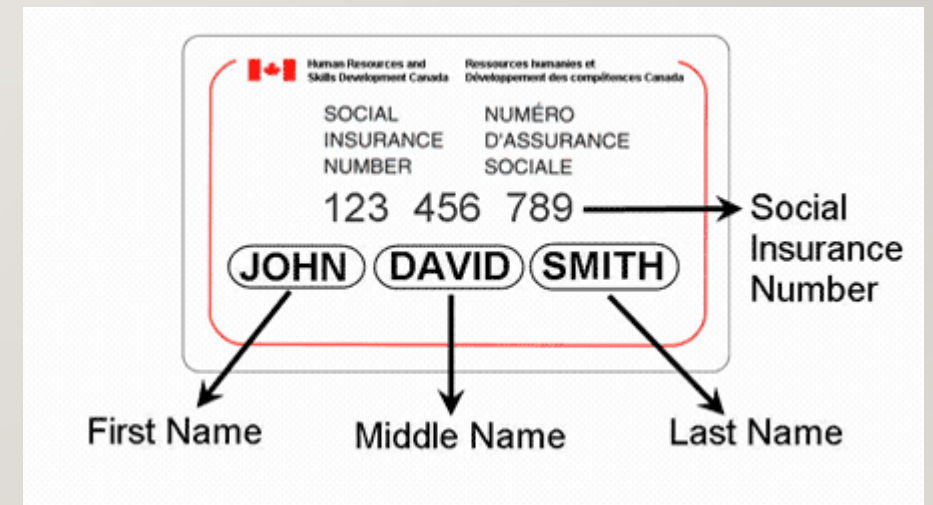 Human Resources and
Skills Development Canada
Ressources humanies et
Développement des compétences Canada
SOCIAL
INSURANCE
NUMBER
NUMÉRO
D'ASSURANCE
SOCIALE
123 456 789
Social
Insurance
Number
JOHN DAVID SMITH
First Name
Middle Name
Last Name